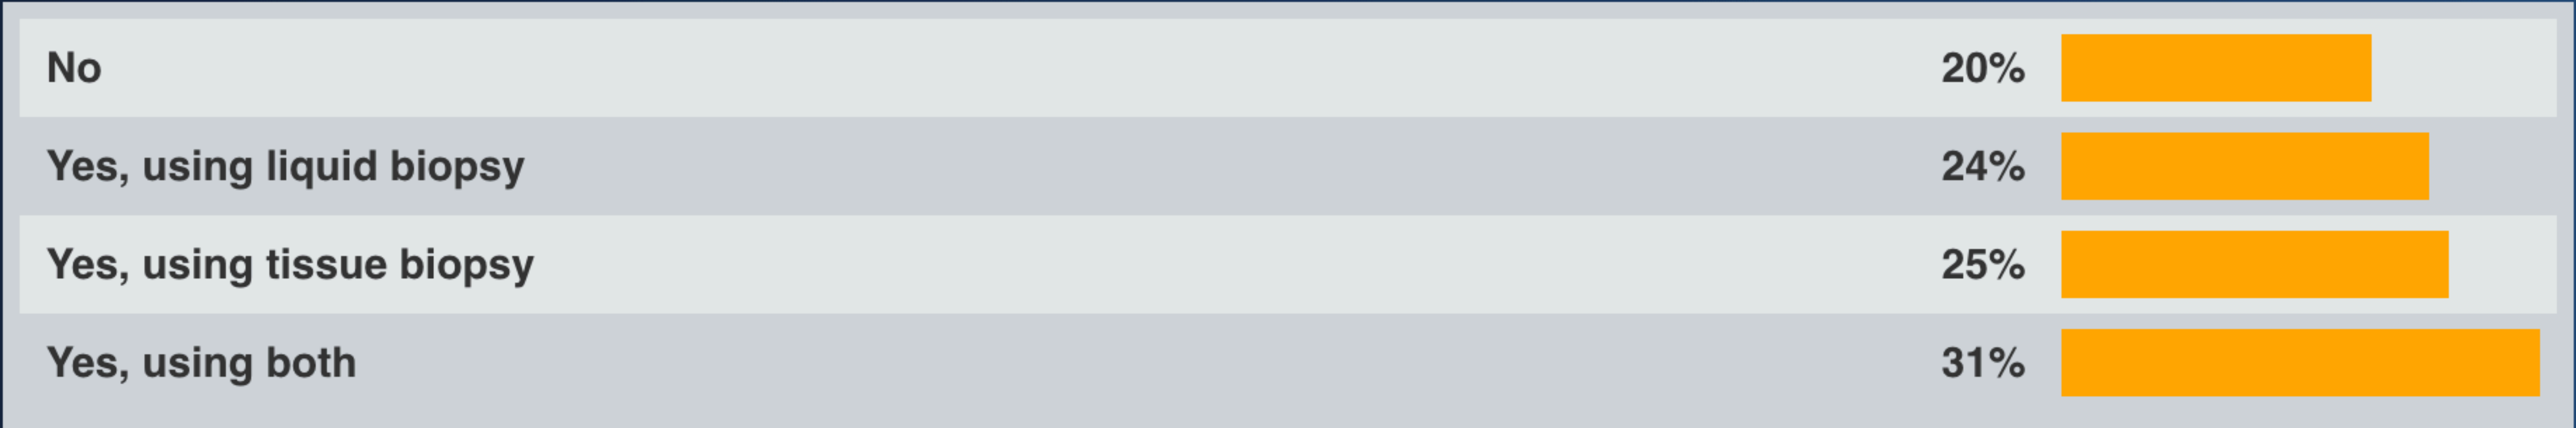 No 20%
Yes, using liquid biopsy 24%
Yes, using tissue biopsy 25%
Yes, using both 31%